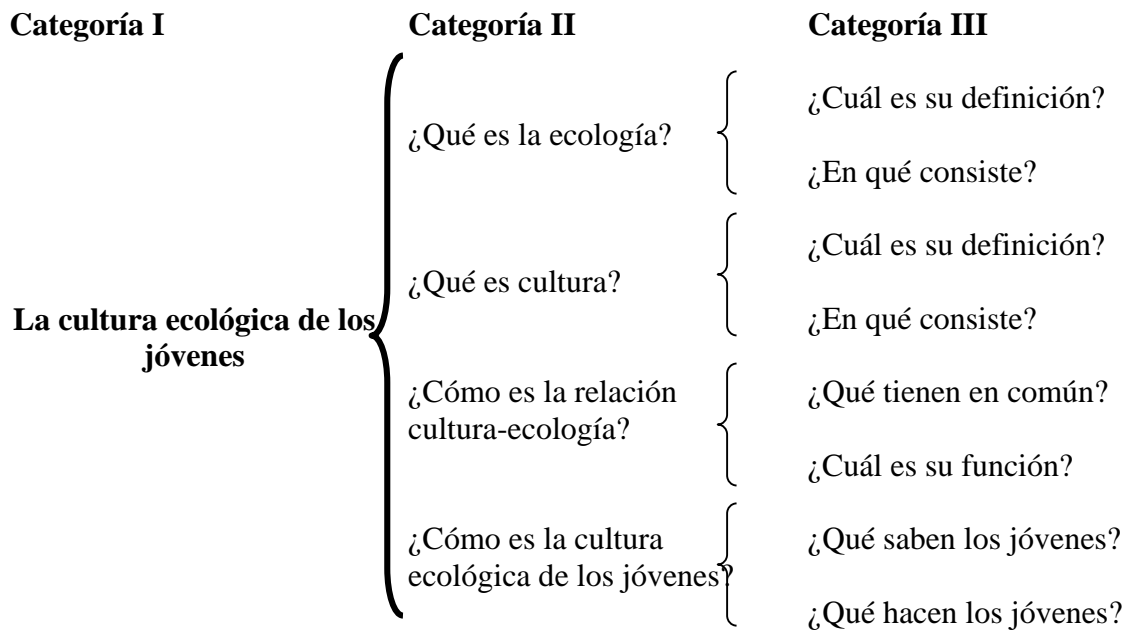 Categoría I Categoría II Categoría III
¿Cuál es su definición?
¿Qué es la ecología?
¿En qué consiste?
¿Cuál es su definición?
¿Qué es cultura?
¿En qué consiste?
La cultura ecológica de los
jóvenes
¿Cómo es la relación
cultura-ecología?
¿Qué tienen en común?
¿Cuál es su función?
¿Cómo es la cultura
ecológica de los jóvenes?
¿Qué saben los jóvenes?
¿Qué hacen los jóvenes?